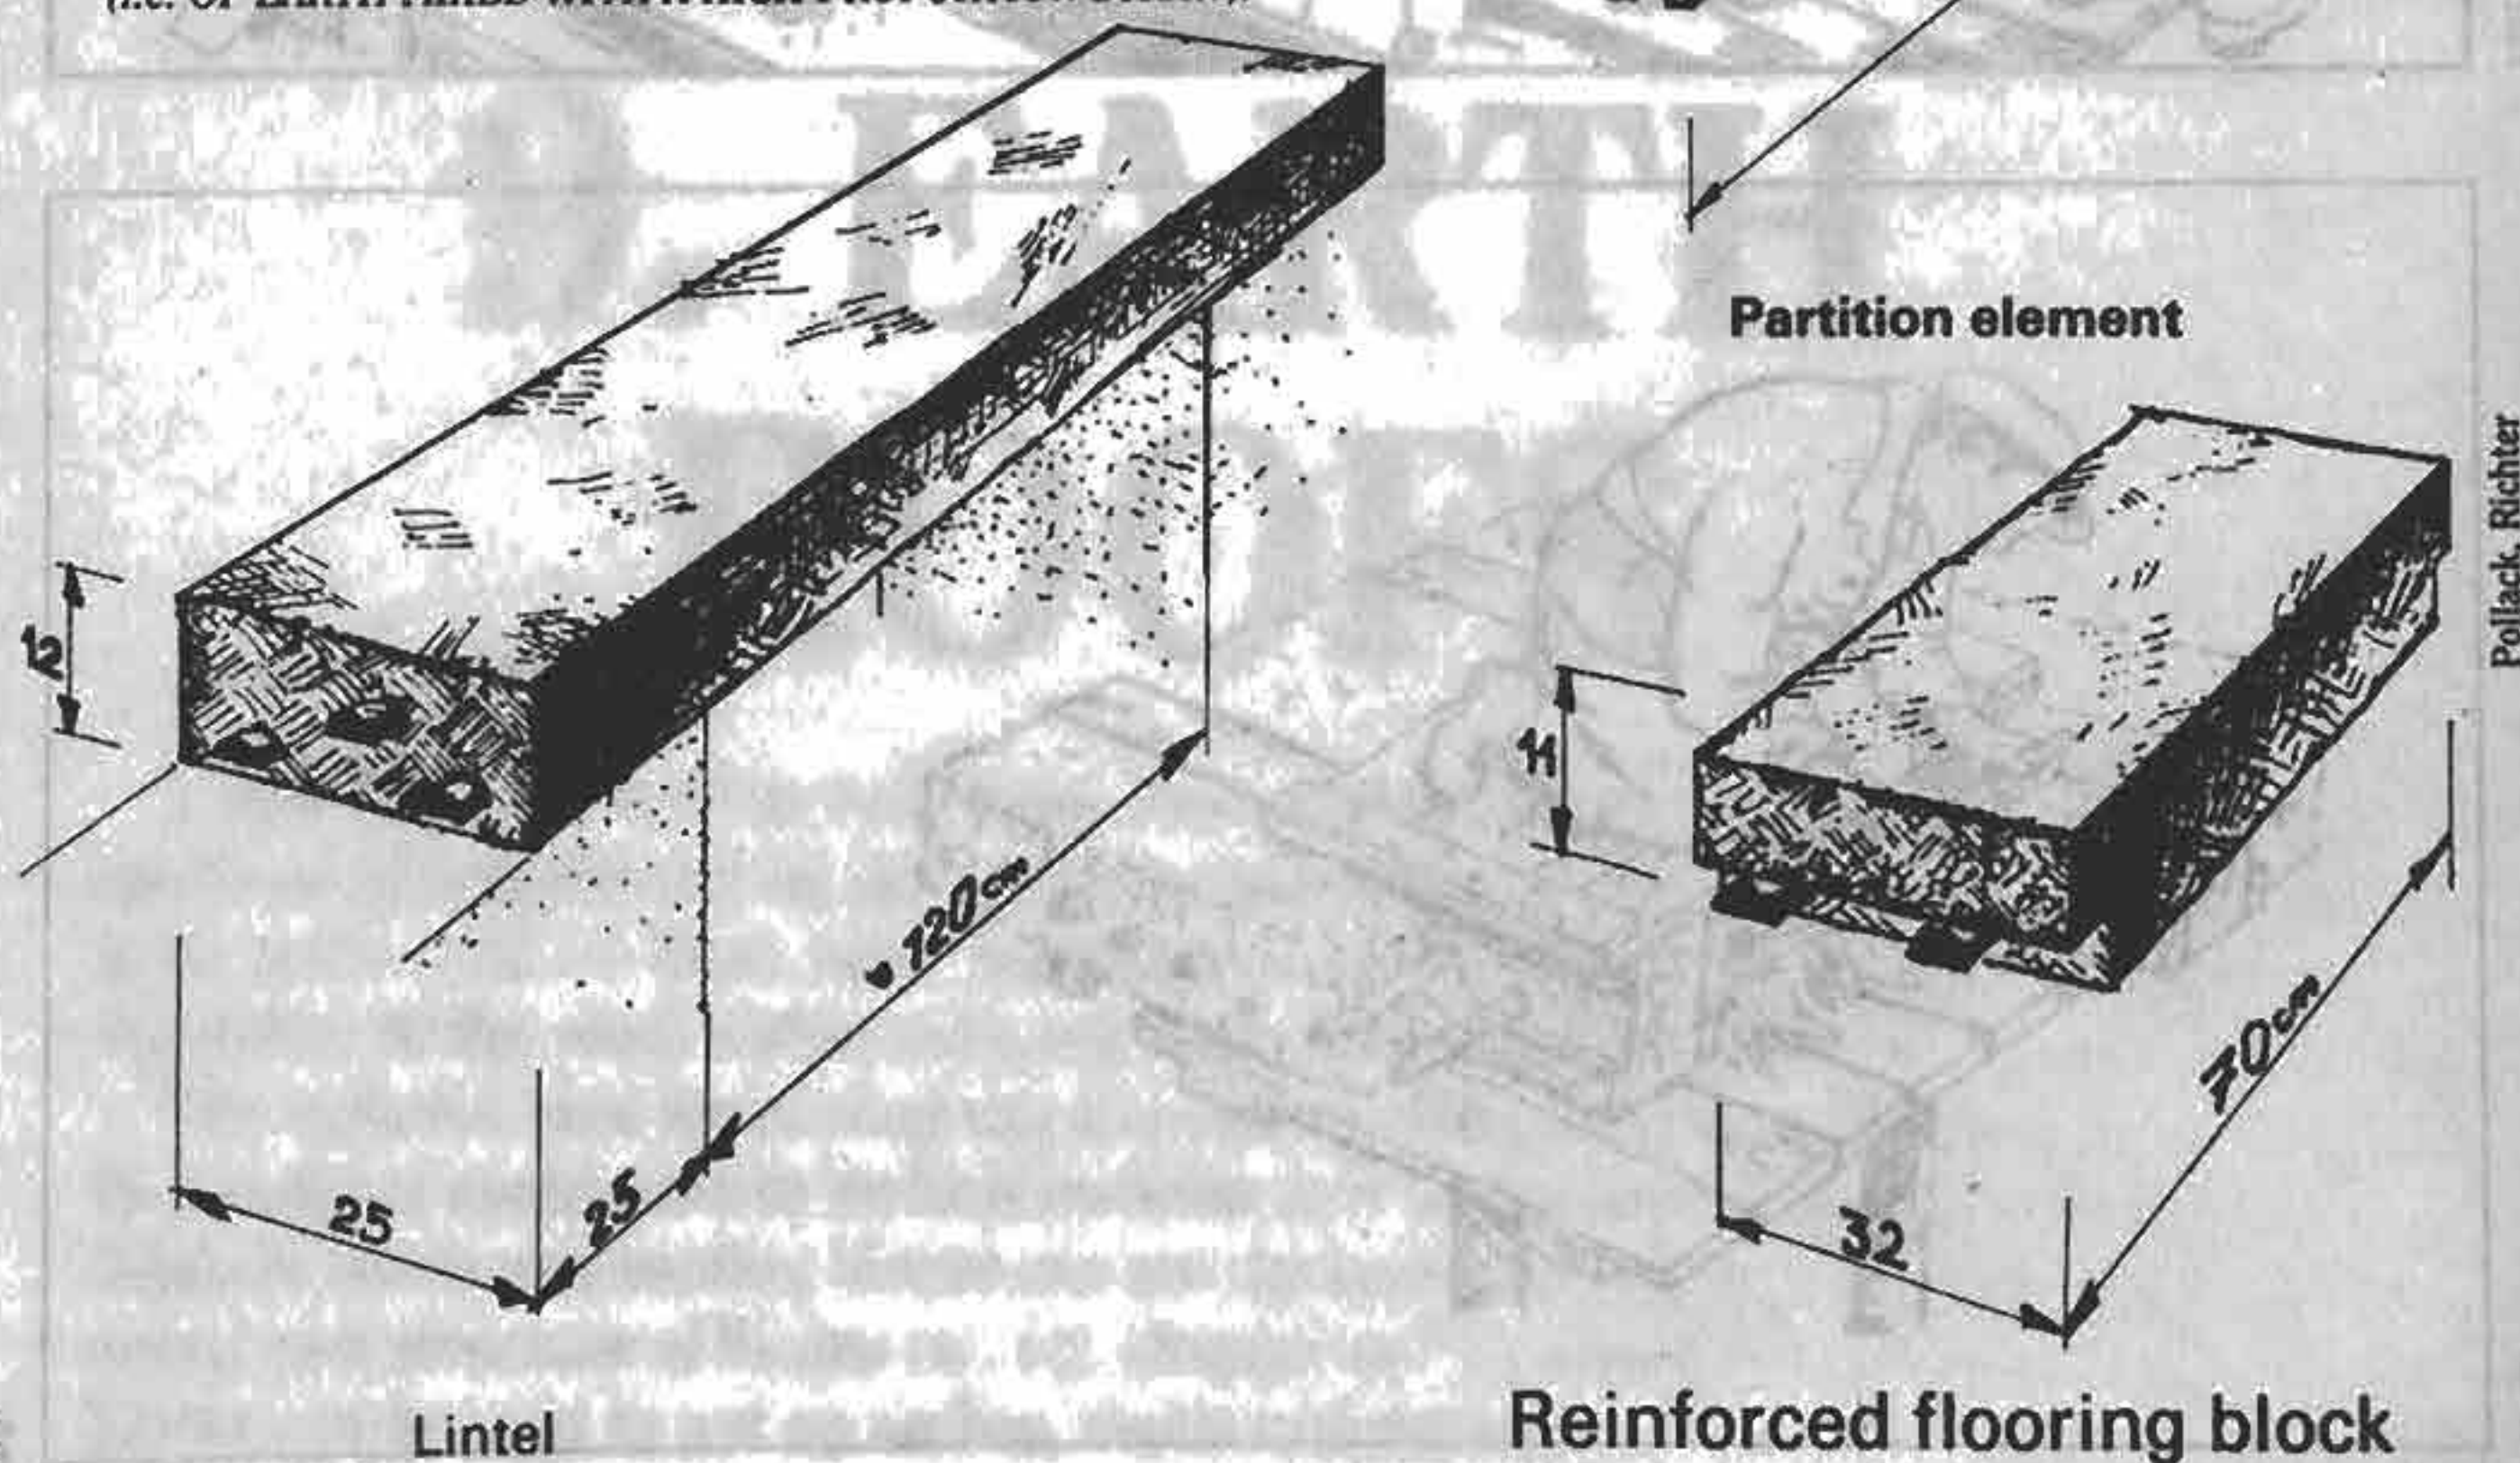 Partition element
Pollack, Richter
12
11
120 cm
70 cm
25
25
32
Lintel
Reinforced flooring block